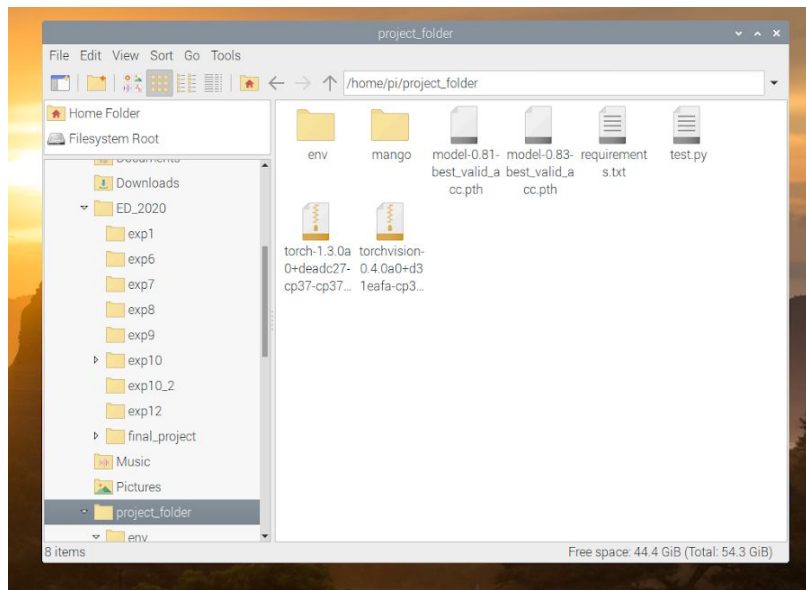 project_folder
File Edit View Sort Go Tools
/home/pi/project_folder
Home Folder
Filesystem Root
Documents
Downloads
ED_2020
exp1
exp6
exp7
exp8
exp9
exp10
exp10_2
exp12
final_project
Music
Pictures
project_folder
env
env
mango
model-0.81-
best_valid_a
cc.pth
model-0.83-
best_valid_a
cc.pth
requirement
s.txt
test.py
torch-1.3.0a
0+deadc27-
cp37-cp37...
torchvision-
0.4.0a0+d3
1eafa-cp3...
8 items
Free space: 44.4 GiB (Total: 54.3 GiB)